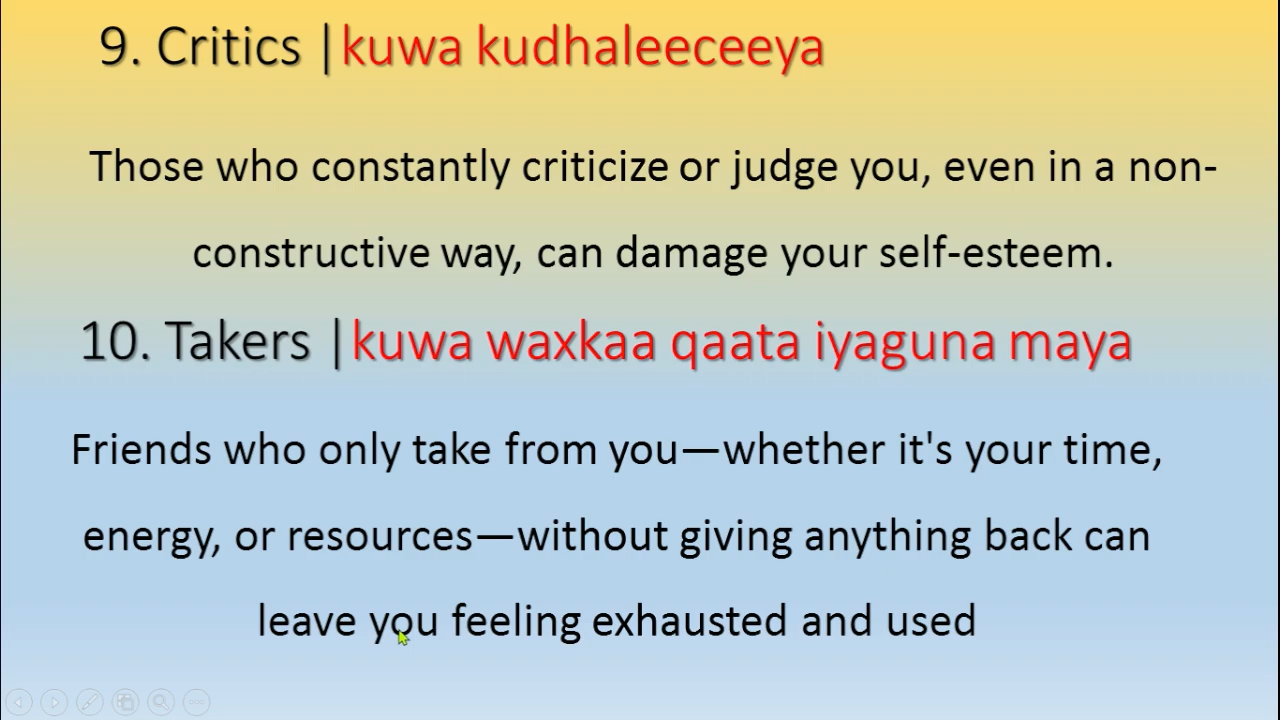 9. Critics |kuwa kudhaleeceeya
Those who constantly criticize or judge you, even in a non-
constructive way, can damage your self-esteem.
10. Takers |kuwa waxkaa qaata iyaguna maya
Friends who only take from you—whether it's your time,
energy, or resources—without giving anything back can
leave you feeling exhausted and used